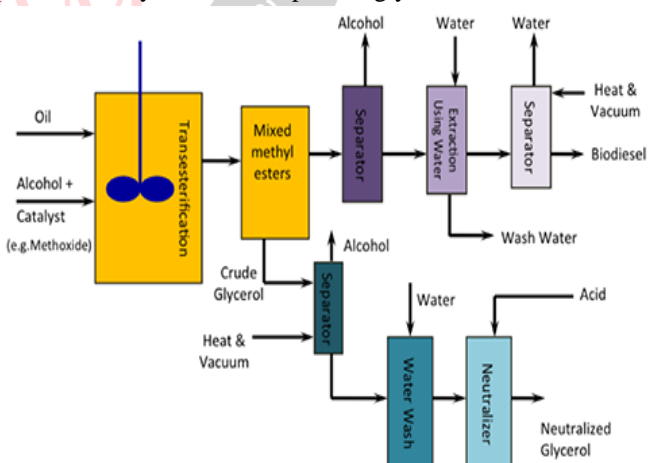 Alcohol
Water
Water
Oil
Alcohol +
Catalyst
(e.g.Methoxide)
Transesterification
Mixed
methyl
esters
Separator
Extraction
Using Water
Separator
Heat &
Vacuum
Biodiesel
Wash Water
Crude
Glycerol
Alcohol
Separator
Heat &
Vacuum
Water
Water Wash
Acid
Neutralizer
Neutralized
Glycerol